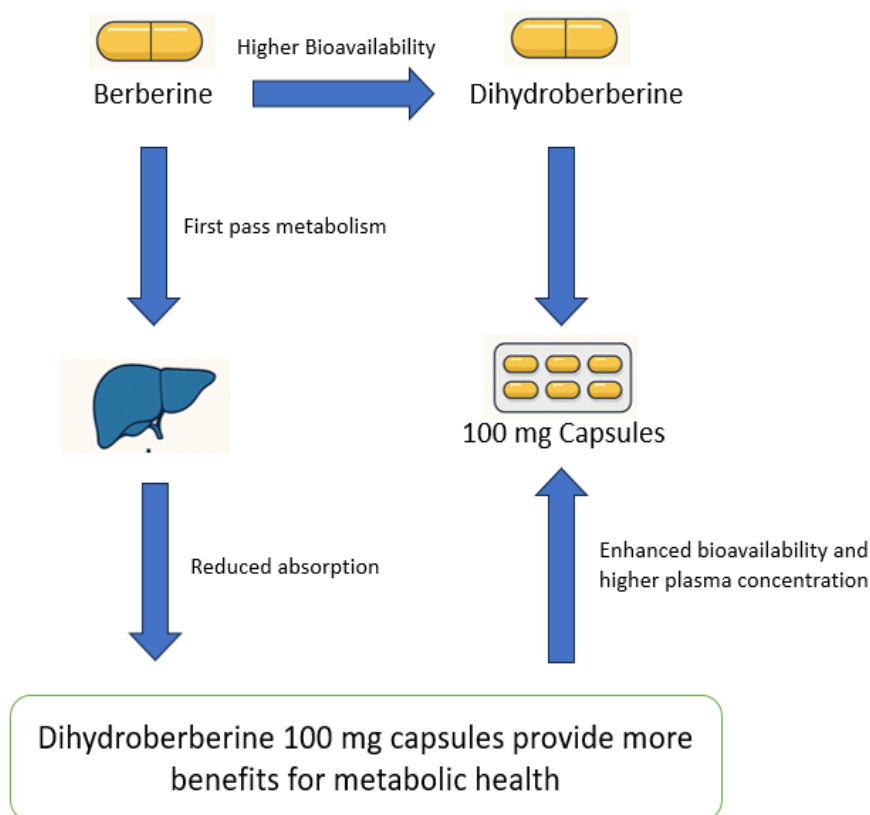 Higher Bioavailability
Berberine
Dihydroberberine
First pass metabolism
100 mg Capsules
Reduced absorption
Enhanced bioavailability and
higher plasma concentration
Dihydroberberine 100 mg capsules provide more
benefits for metabolic health